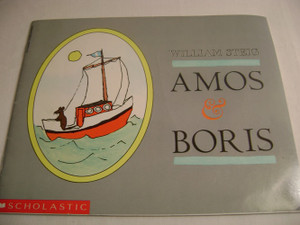 WILLIAM STEIG
AMOS
&
BORIS
SCHOLASTIC